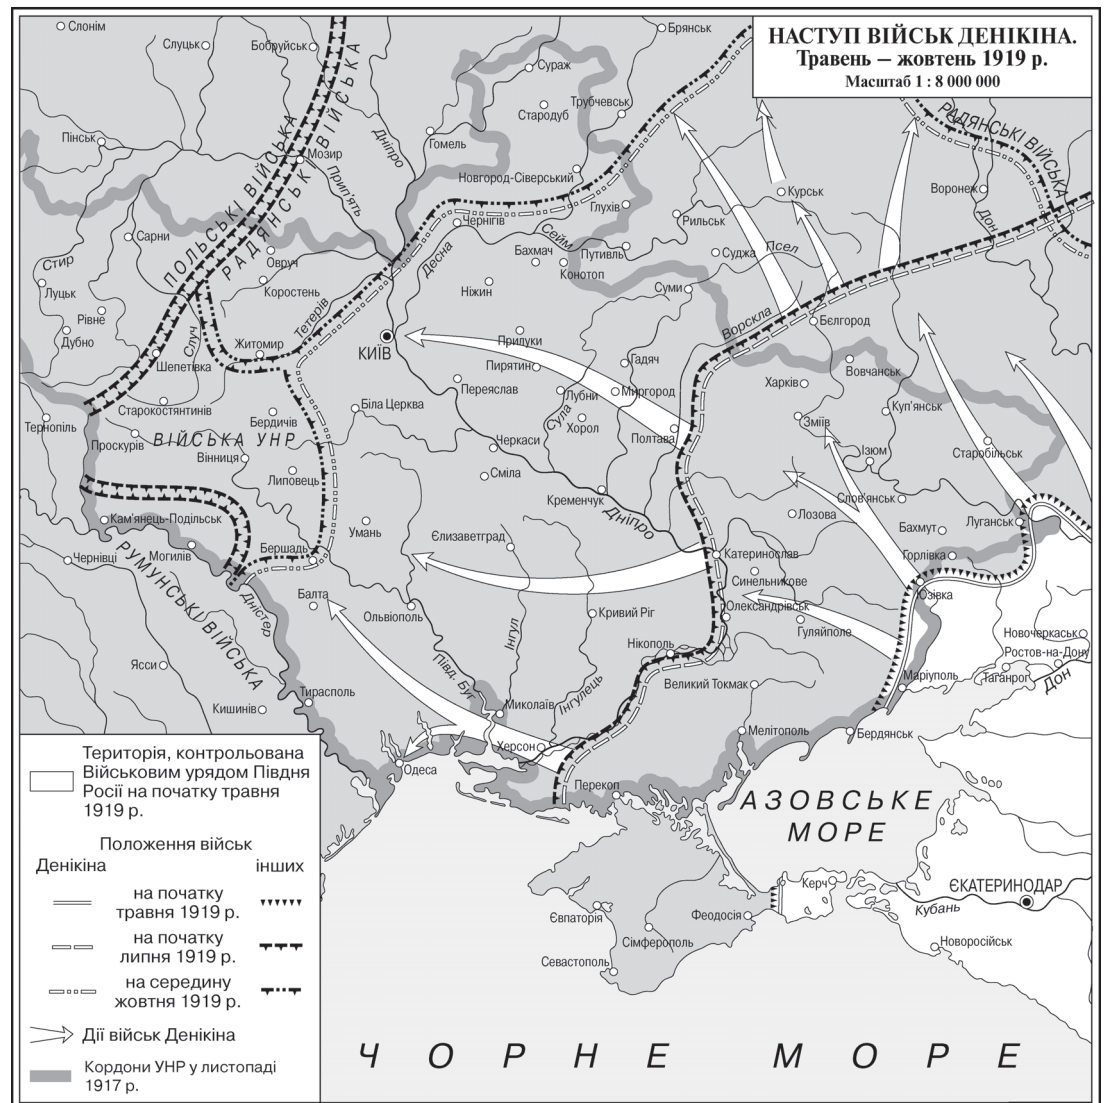 НАСТУП ВІЙСЬК ДЕНІКІНА.
Травень – жовтень 1919 р.
Масштаб 1 : 8 000 000
Слонім
Слуцьк
Бобруйськ
Брянськ
Сураж
Стародуб
Трубчевськ
РАДЯНСЬКІ ВІЙСЬКА
Пінськ
Мозир
Дніпро
Гомель
Прип'ять
ПОЛЬСЬКІ ВІЙСЬКА
РАДЯНСЬКІ ВІЙСЬКА
Новгород-Сіверський
Курськ
Воронеж
Дон
Глухів
Рильськ
Чернігів
Сейм
Десна
Сарни
Овруч
Бахмач
Путивль
Конотоп
Суджа
Псел
Стир
Луцьк
Коростень
Ніжин
Суми
Рівне
Дубно
Случ
Тетерів
Ворскла
Бєлгород
КИЇВ
Прилуки
Житомир
Шепетівка
Пирятин
Гадяч
Вовчанськ
Харків
Переяслав
Лубни
Миргород
Сула
Хорол
Куп'янськ
Старокостянтинів
Біла Церква
Бердичів
Тернопіль
Зміїв
Проскурів
ВІЙСЬКА УНР
Черкаси
Полтава
Ізюм
Старобільськ
Вінниця
Сміла
Липовець
Кременчук
Слов'янськ
Дніпро
Лозова
Кам'янець-Подільськ
Умань
Бахмут
Луганськ
Єлизаветград
Могилів
Бершадь
Чернівці
Катеринослав
Горлівка
Синельникове
Юзівка
РУМУНСЬКІ ВІЙСЬКА
Дністер
Балта
Ольвіополь
Кривий Ріг
Олександрівськ
Гуляйполе
Інгул
Новочеркаськ
Ростов-на-Дону
Нікополь
Ясси
Півд. Буг
Великий Токмак
Маріуполь
Таганрог
Дон
Інгулець
Тирасполь
Кишинів
Миколаїв
Мелітополь
Бердянськ
Херсон
Одеса
Перекоп
АЗОВСЬКЕ
МОРЕ
Керч
ЄКАТЕРИНОДАР
Кубань
Євпаторія
Феодосія
Сімферополь
Новоросійськ
Севастополь
ЧОРНЕ МОРЕ
Територія, контрольована
Військовим урядом Півдня
Росії на початку травня
1919 р.
Положення військ
Денікіна
інших
на початку
травня 1919 р.
на початку
липня 1919 р.
на середину
жовтня 1919 р.
Дії військ Денікіна
Кордони УНР у листопаді
1917 р.